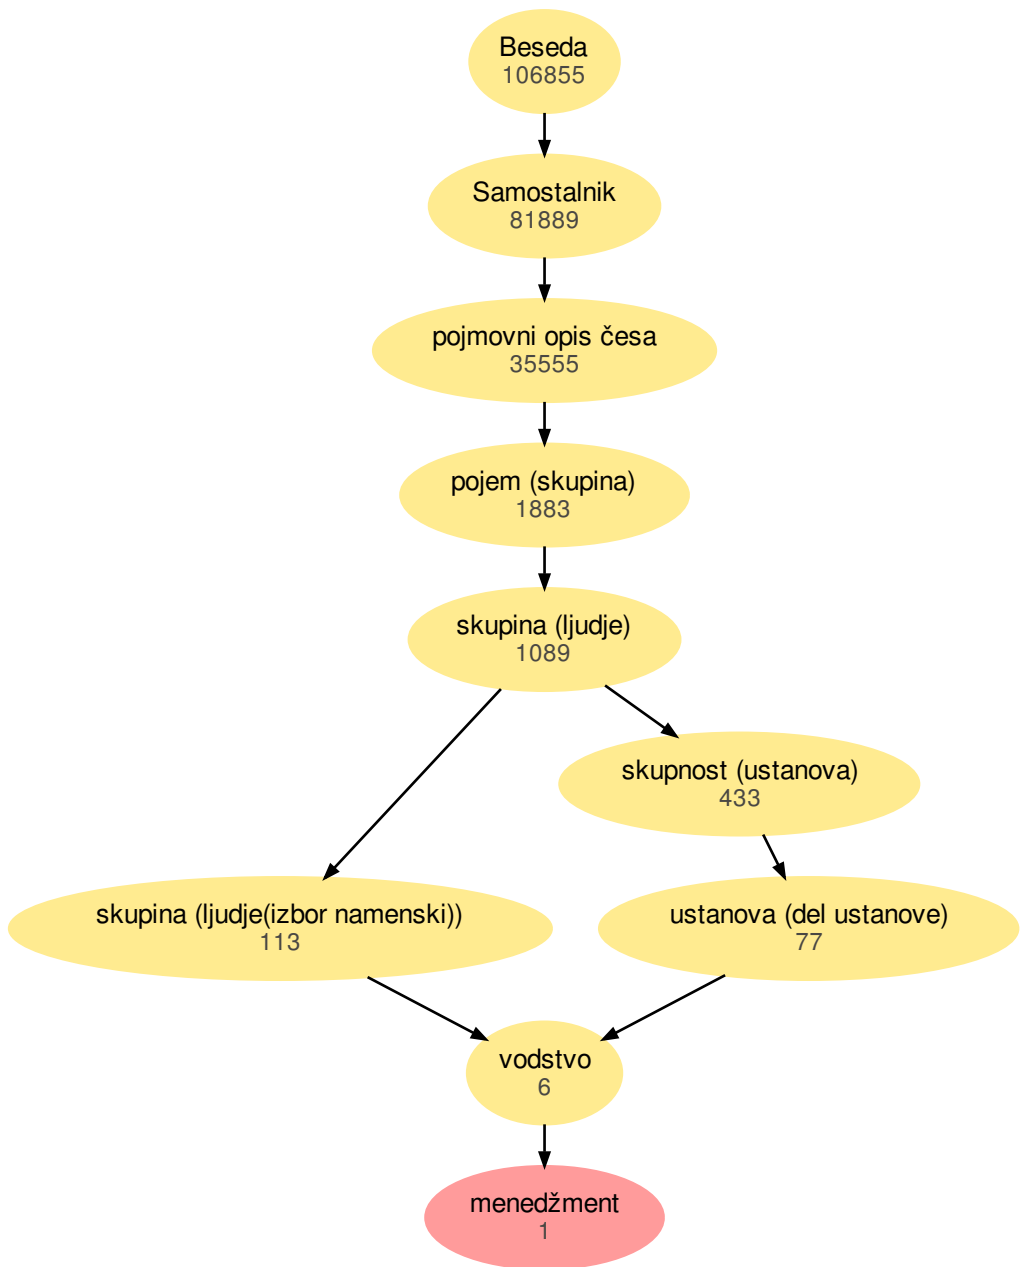 Beseda
106855
Samostalnik
81889
pojmovni opis česa
35555
pojem (skupina)
1883
skupina (ljudje)
1089
skupnost (ustanova)
433
skupina (ljudje(izbor namenski))
113
ustanova (del ustanove)
77
vodstvo
6
menedžment
1